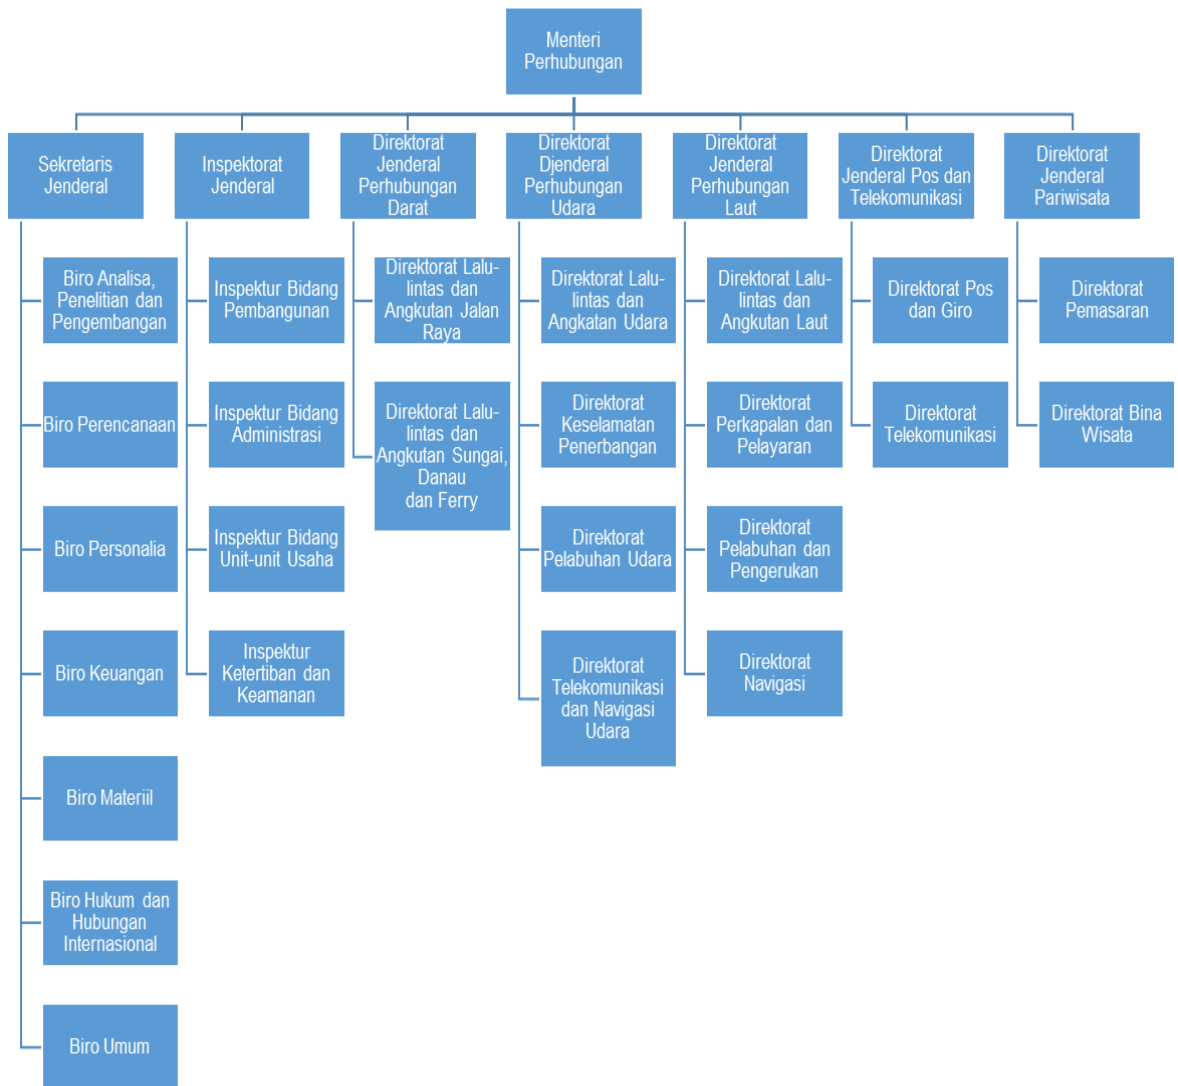 Menteri
Perhubungan
Sekretaris
Jenderal
Inspektorat
Jenderal
Direktorat
Jenderal
Perhubungan
Darat
Direktorat
Djenderal
Perhubungan
Udara
Direktorat
Jenderal
Perhubungan
Laut
Direktorat
Jenderal Pos dan
Telekomunikasi
Direktorat
Jenderal
Pariwisata
Biro Analisa,
Penelitian dan
Pengembangan
Biro Perencanaan
Biro Personalia
Biro Keuangan
Biro Materiil
Biro Hukum dan
Hubungan
Internasional
Biro Umum
Inspektur Bidang
Pembangunan
Inspektur Bidang
Administrasi
Inspektur Bidang
Unit-unit Usaha
Inspektur
Ketertiban dan
Keamanan
Direktorat Lalu-
lintas dan
Angkutan Jalan
Raya
Direktorat Lalu-
lintas dan
Angkutan Sungai,
Danau
dan Ferry
Direktorat Lalu-
lintas dan
Angkatan Udara
Direktorat
Keselamatan
Penerbangan
Direktorat
Pelabuhan Udara
Direktorat
Telekomunikasi
dan Navigasi
Udara
Direktorat Lalu-
lintas dan
Angkutan Laut
Direktorat
Perkapalan dan
Pelayaran
Direktorat
Pelabuhan dan
Pengerukan
Direktorat
Navigasi
Direktorat Pos
dan Giro
Direktorat
Telekomunikasi
Direktorat
Pemasaran
Direktorat Bina
Wisata